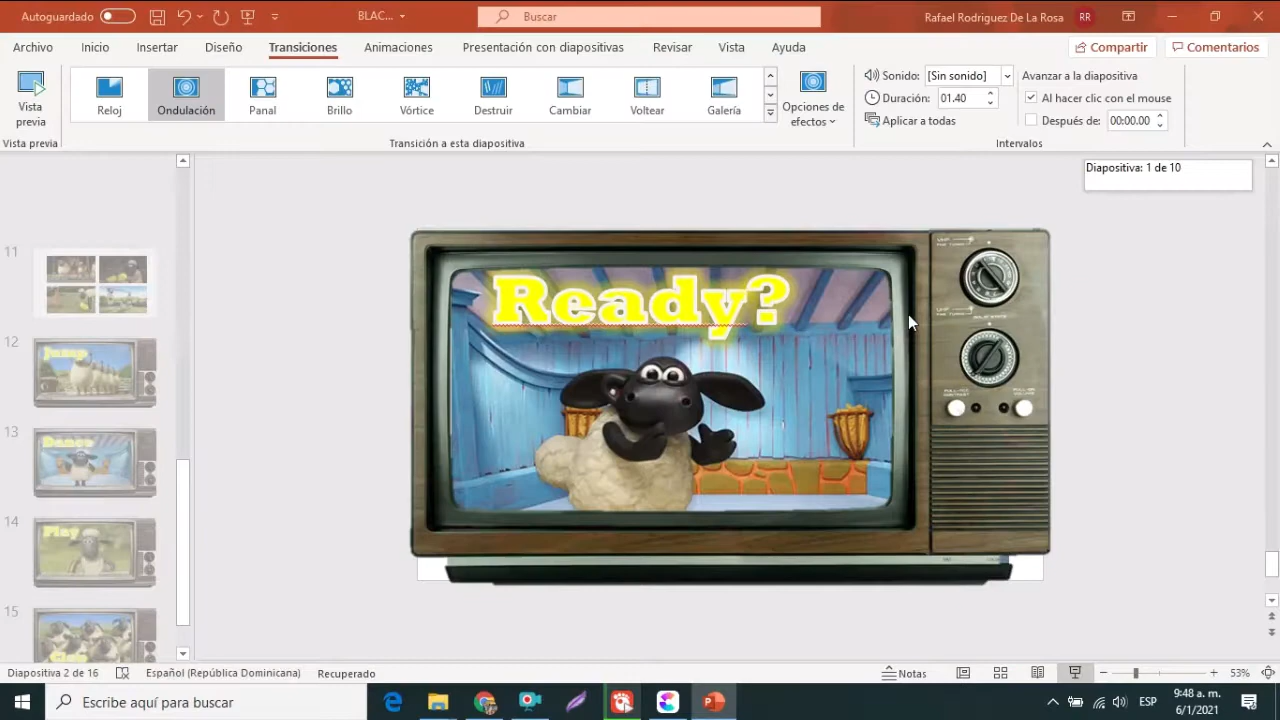 Autoguardado
BLAC...
Buscar
Rafael Rodriguez De La Rosa
RR
Archivo
Inicio
Insertar
Diseño
Transiciones
Animaciones
Presentación con diapositivas
Revisar
Vista
Ayuda
Compartir
Comentarios
Vista previa
Reloj
Ondulación
Panal
Brillo
Vórtice
Destruir
Cambiar
Voltear
Galería
Opciones de efectos
Sonido: [Sin sonido]
Duración: 01.40
Aplicar a todas
Avanzar a la diapositiva
Al hacer clic con el mouse
Después de: 00:00.00
Vista previa
Transición a esta diapositiva
Intervalos
Diapositiva: 1 de 10
11
12
Jump
13
Dance
14
Play
15
Ready?
Diapositiva 2 de 16
Español (República Dominicana)
Recuperado
Notas
53%
Escribe aquí para buscar
ESP
9:48 a. m.
6/1/2021